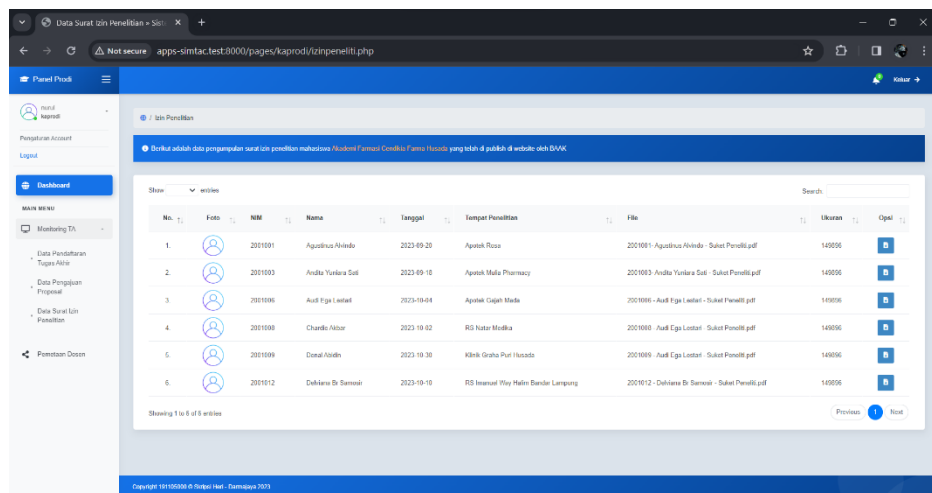 Data Surat Izin Penelitian » Sist
Not secure apps-simtac.test:8000/pages/kaprodi/izinpeneliti.php
Panel Prodi
Keluar
nurul
kaprodi
Pengaturan Account
Logout
Dashboard
MAIN MENU
Monitoring TA
Data Pendaftaran
Tugas Akhir
Data Pengajuan
Proposal
Data Surat Izin
Penelitian
Pemetaan Dosen
/ Izin Penelitian
Berikut adalah data pengumpulan surat izin penelitian mahasiswa Akademi Farmasi Cendikia Farma Husada yang telah di publish di website oleh BAAK
Show entries Search:
No. Foto NIM Nama Tanggal Tempat Penelitian File Ukuran Opsi
1. 2001001 Agustinus Alvindo 2023-09-20 Apotek Rosa 2001001- Agustinus Alvindo - Suket Peneliti.pdf 149896
2. 2001003 Andita Yuniara Sati 2023-09-18 Apotek Mulia Pharmacy 2001003- Andita Yuniara Sati - Suket Peneliti.pdf 149896
3. 2001006 Audi Ega Lestari 2023-10-04 Apotek Gajah Mada 2001006 - Audi Ega Lestari - Suket Peneliti.pdf 149896
4. 2001008 Chardie Akbar 2023-10-02 RS Natar Medika 2001008 - Audi Ega Lestari - Suket Peneliti.pdf 149896
5. 2001009 Donal Abidin 2023-10-30 Klinik Graha Puri Husada 2001009 - Audi Ega Lestari - Suket Peneliti.pdf 149896
6. 2001012 Delviana Br Samosir 2023-10-10 RS Imanuel Way Halim Bandar Lampung 2001012 - Delviana Br Samosir - Suket Peneliti.pdf 149896
Showing 1 to 6 of 6 entries
Previous 1 Next
Copyright 191105000 © Skripsi Heri - Darmajaya 2023